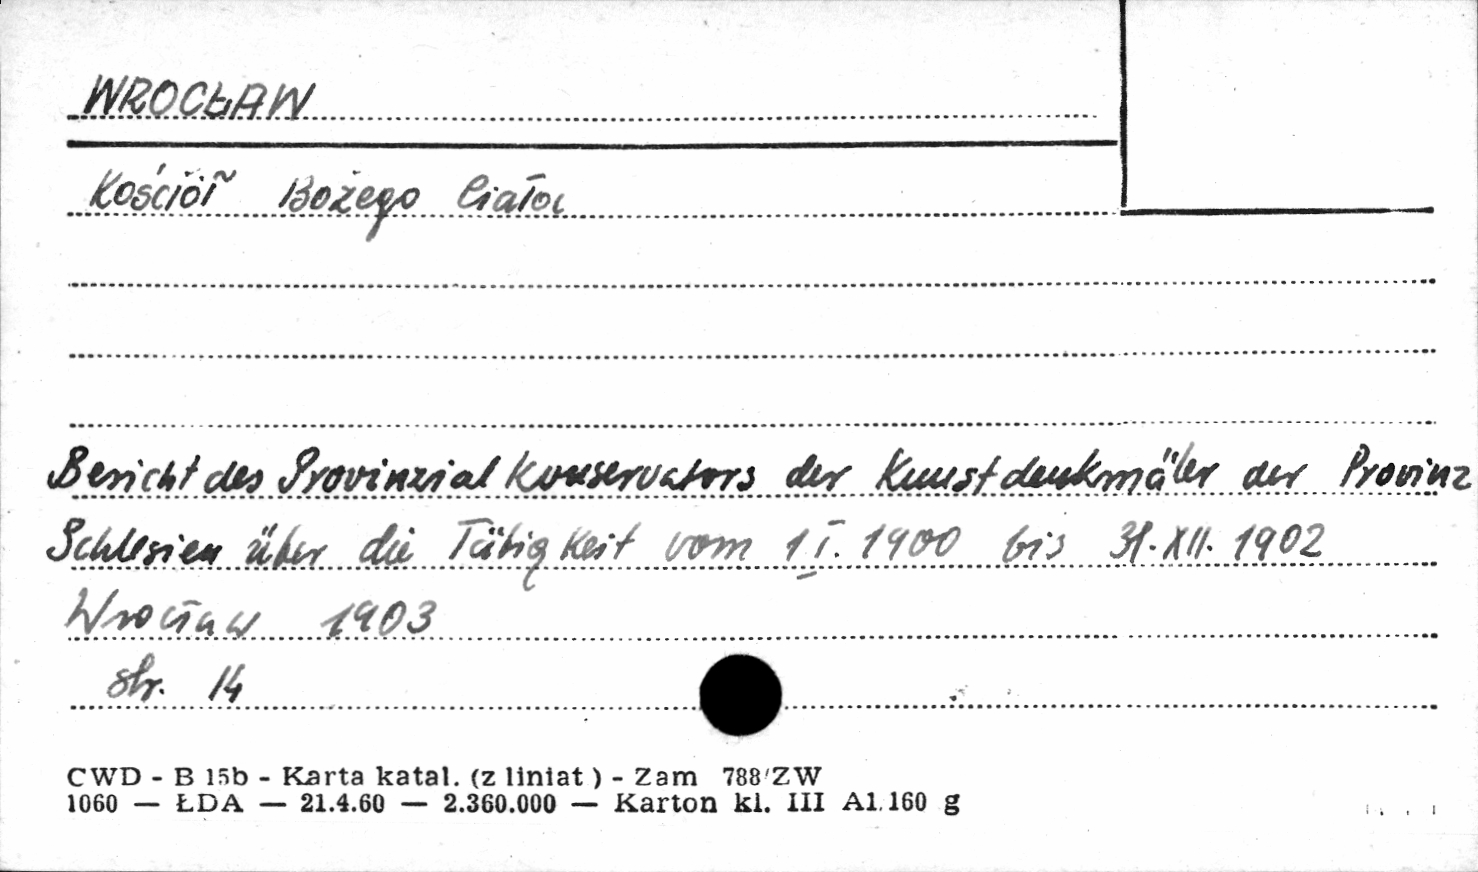 WROCŁAW
Kościół Bożego Ciała
Bericht des Provinzial Konservators der Kunstdenkmäler der Provinz
Schlesien über die Tätigkeit vom 1 I. 1900 bis 31. XII. 1902
Wrocław 1903
str. 14
CWD - B 15b - Karta katal. (z liniat ) - Zam 788/ZW
1060 — ŁDA — 21.4.60 — 2.360.000 — Karton kl. III A1. 160 g